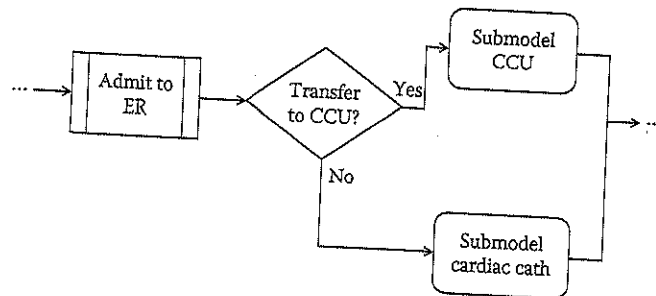 ...
Admit to
ER
Transfer
to CCU?
Yes
No
Submodel
CCU
Submodel
cardiac cath
..